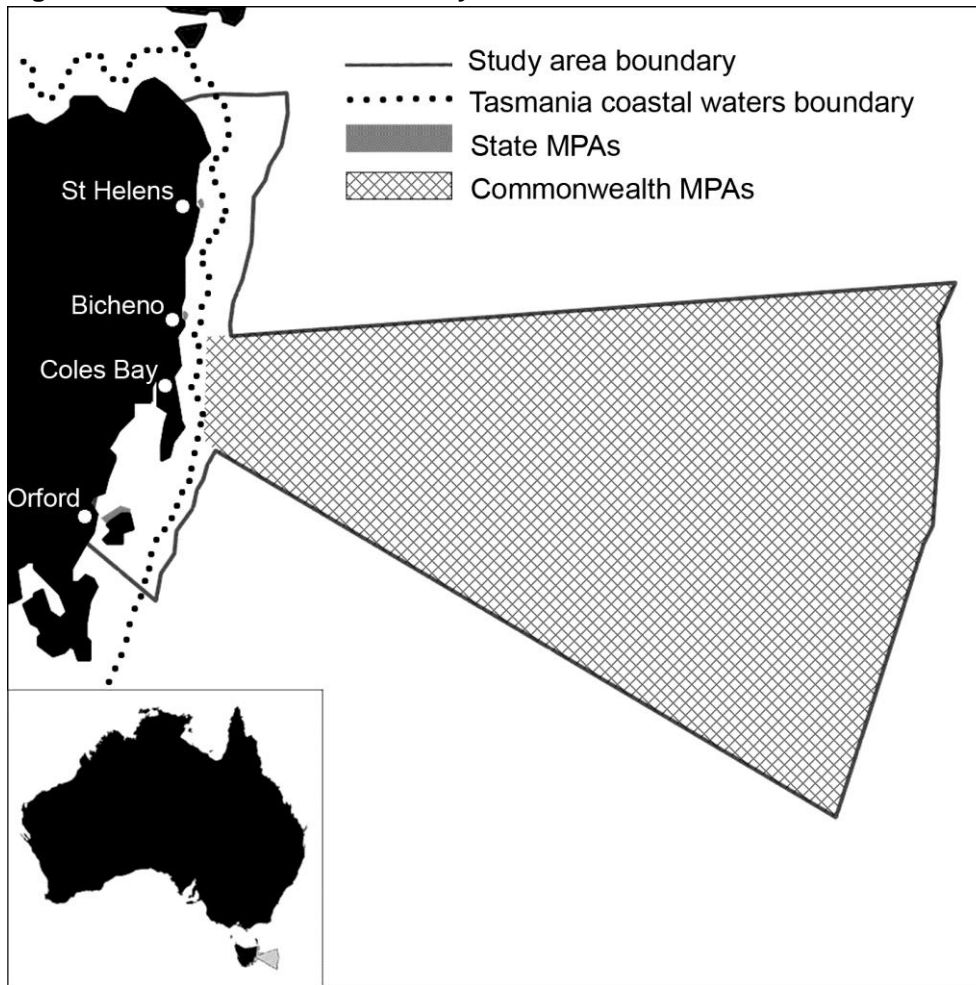 Study area boundary
Tasmania coastal waters boundary
State MPAs
Commonwealth MPAs
St Helens
Bicheno
Coles Bay
Orford